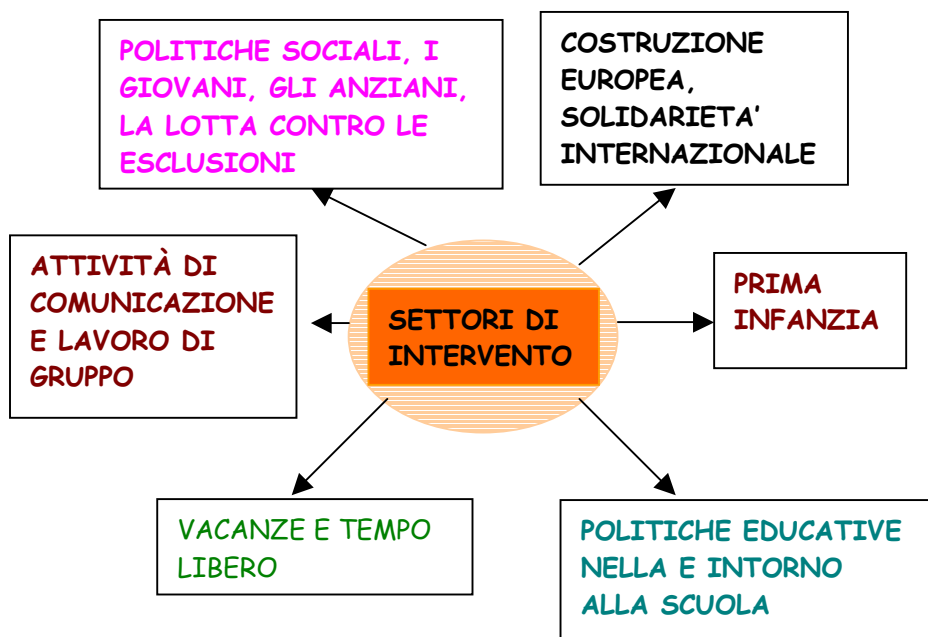 POLITICHE SOCIALI, I
GIOVANI, GLI ANZIANI,
LA LOTTA CONTRO LE
ESCLUSIONI
COSTRUZIONE
EUROPEA,
SOLIDARIETA'
INTERNAZIONALE
ATTIVITÀ DI
COMUNICAZIONE
E LAVORO DI
GRUPPO
SETTORI DI
INTERVENTO
PRIMA
INFANZIA
VACANZE E TEMPO
LIBERO
POLITICHE EDUCATIVE
NELLA E INTORNO
ALLA SCUOLA